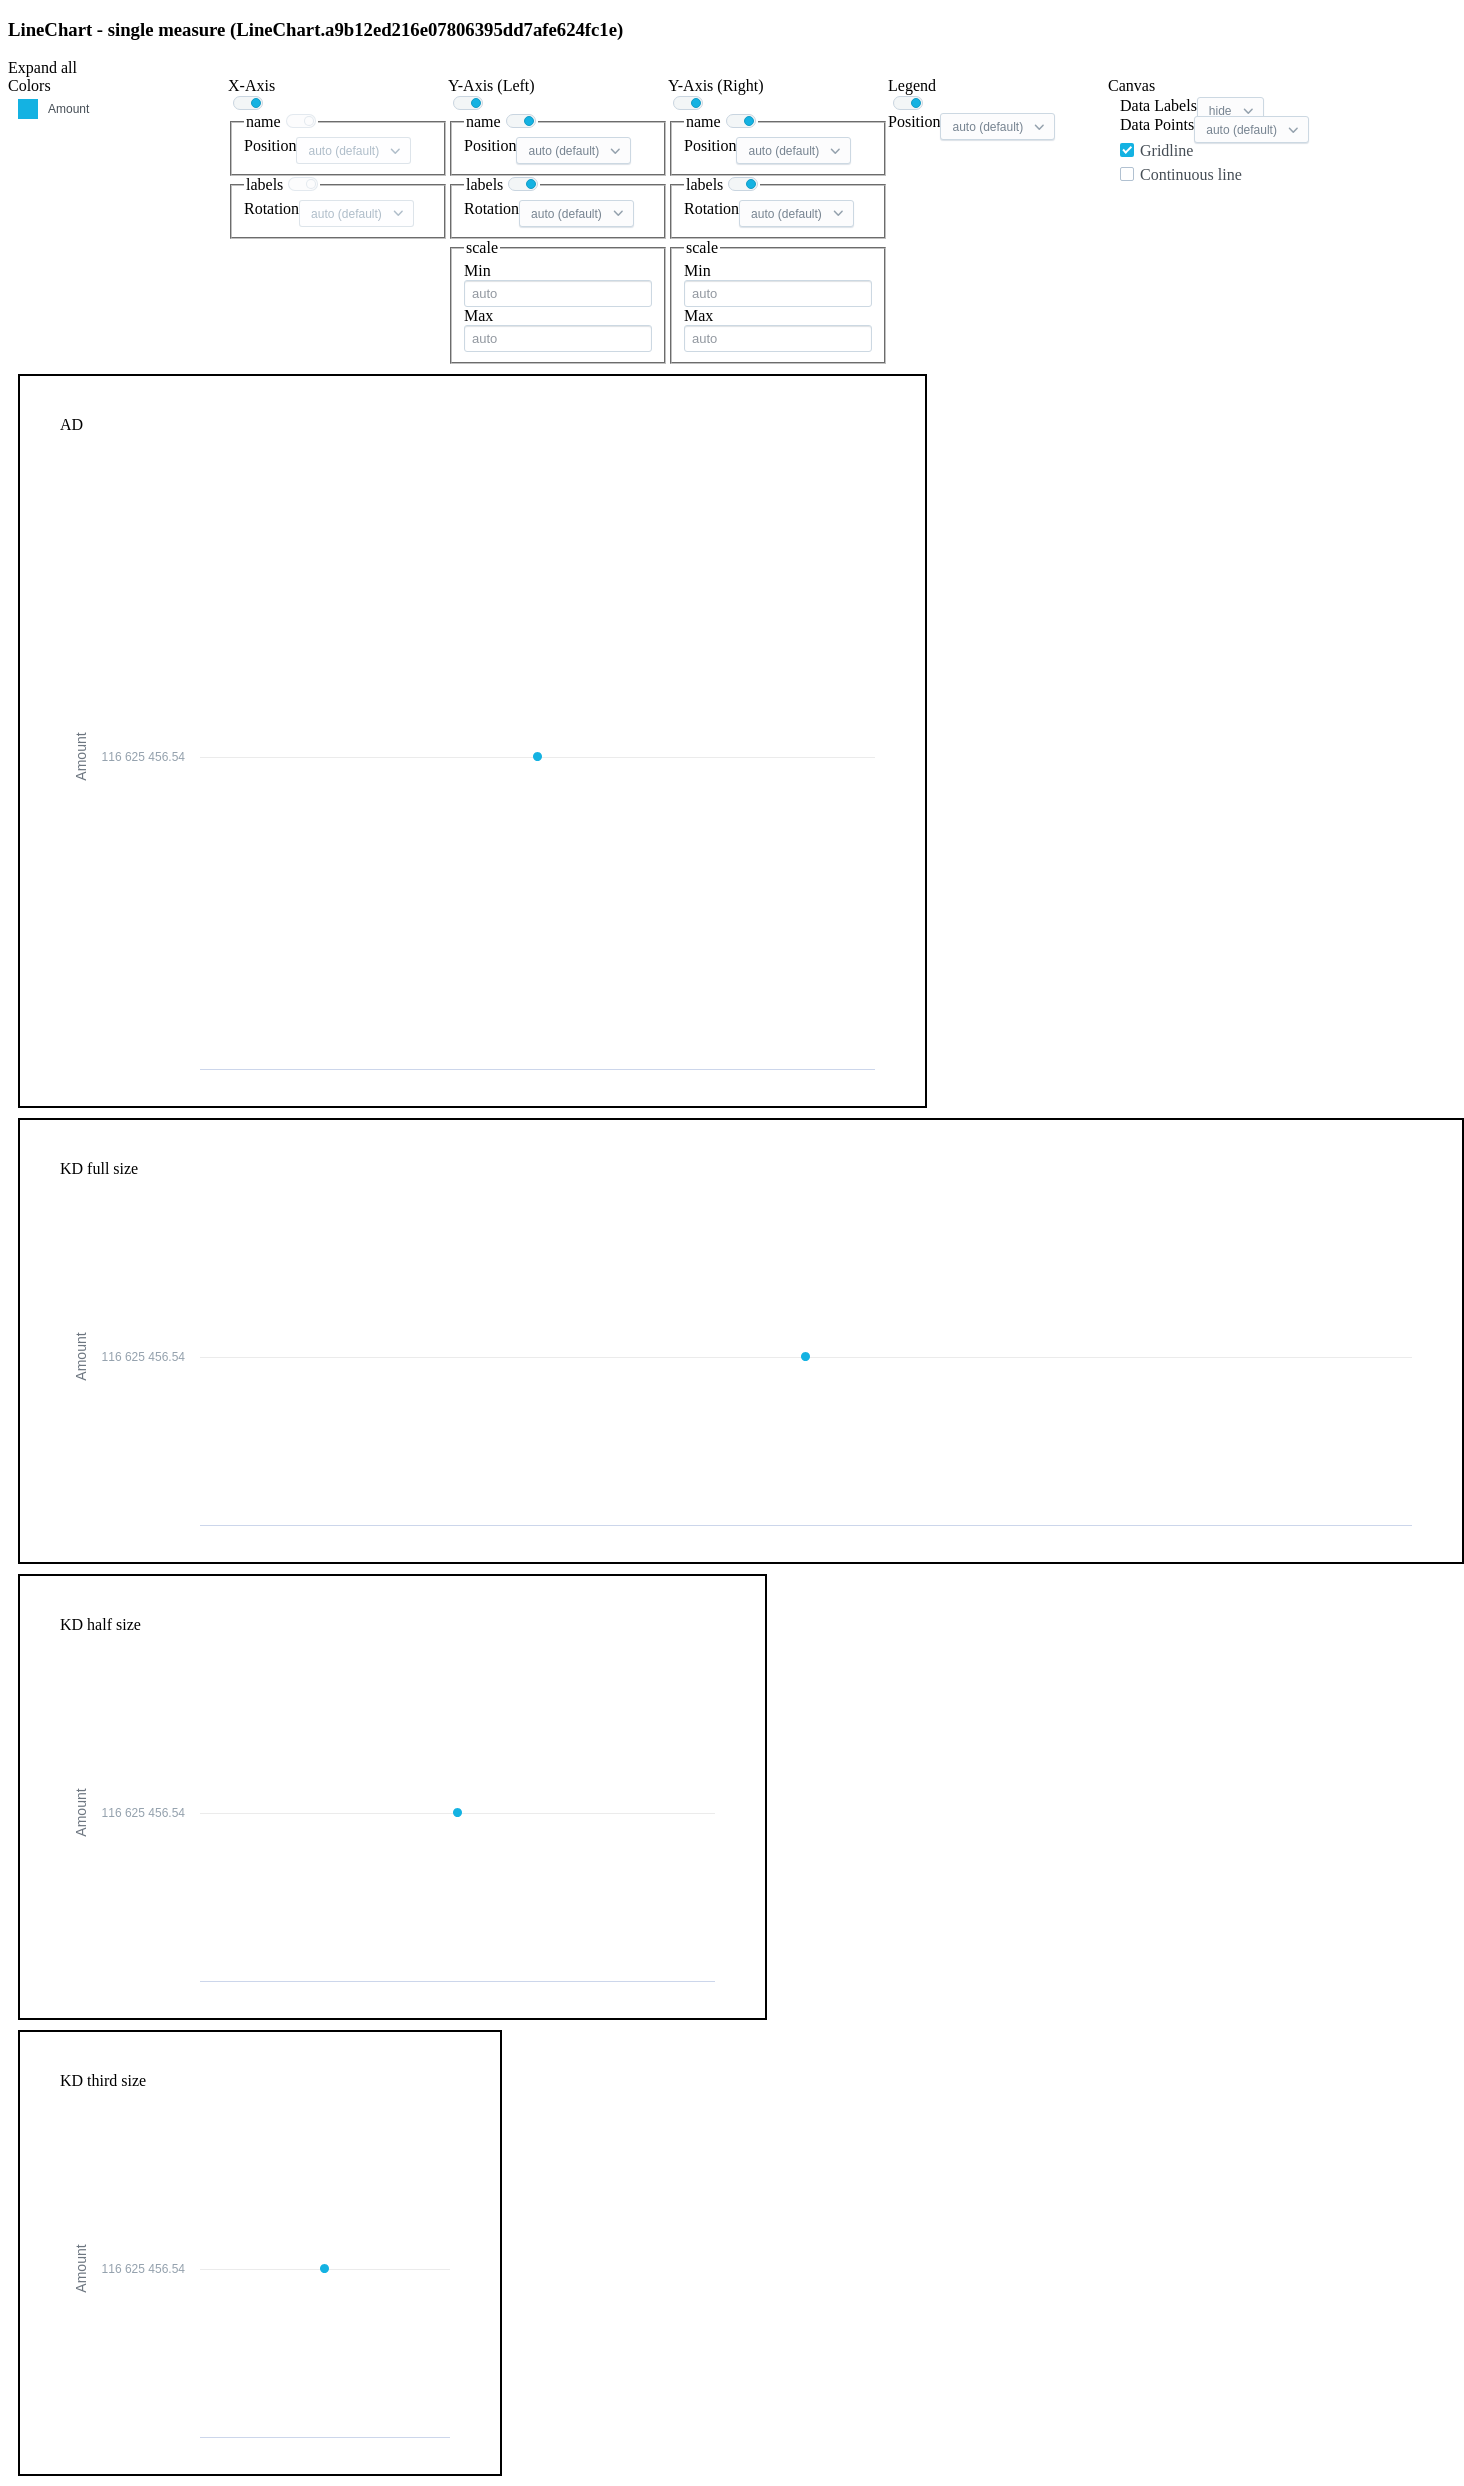 LineChart - single measure (LineChart.a9b12ed216e07806395dd7afe624fc1e)
Expand all
Colors
Amount
X-Axis
name
Position auto (default)
labels
Rotation auto (default)
Y-Axis (Left)
name
Position auto (default)
labels
Rotation auto (default)
scale
Min
auto
Max
auto
Y-Axis (Right)
name
Position auto (default)
labels
Rotation auto (default)
scale
Min
auto
Max
auto
Legend
Position auto (default)
Canvas
Data Labels hide
Data Points auto (default)
Gridline
Continuous line
AD
Amount
116 625 456.54
KD full size
Amount
116 625 456.54
KD half size
Amount
116 625 456.54
KD third size
Amount
116 625 456.54